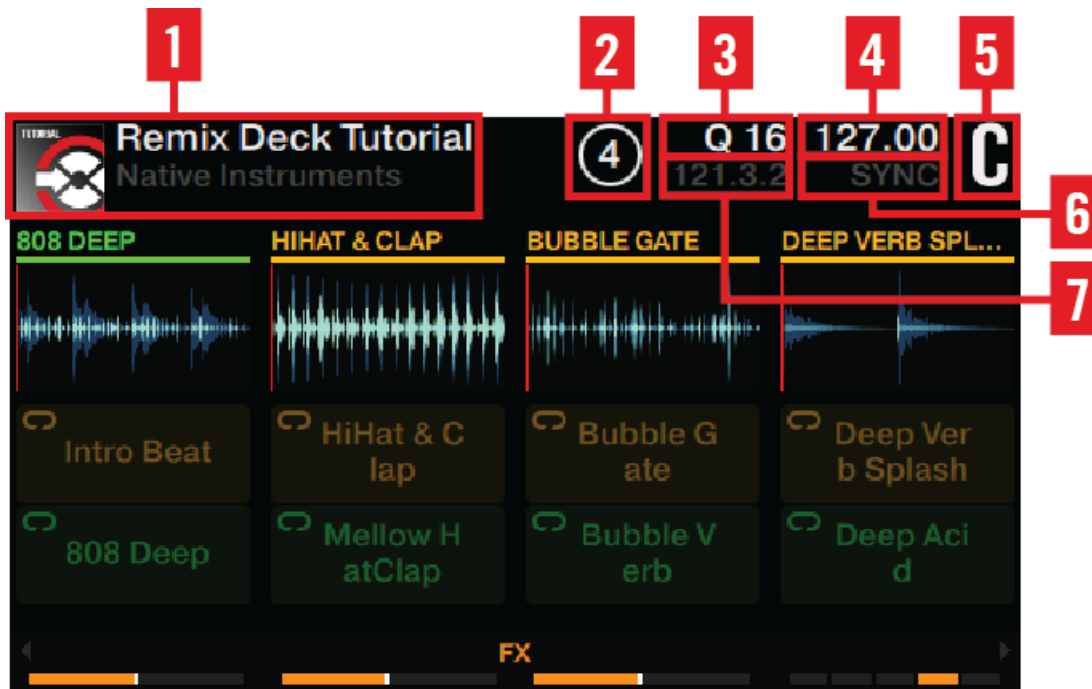 1
2
3
4
5
TUTORIAL
Remix Deck Tutorial
Native Instruments
4
Q 16
121.3.2
127.00
SYNC
C
6
7
808 DEEP
HIHAT & CLAP
BUBBLE GATE
DEEP VERB SPL...
Intro Beat
HiHat & C
lap
Bubble G
ate
Deep Ver
b Splash
808 Deep
Mellow H
atClap
Bubble V
erb
Deep Aci
d
FX